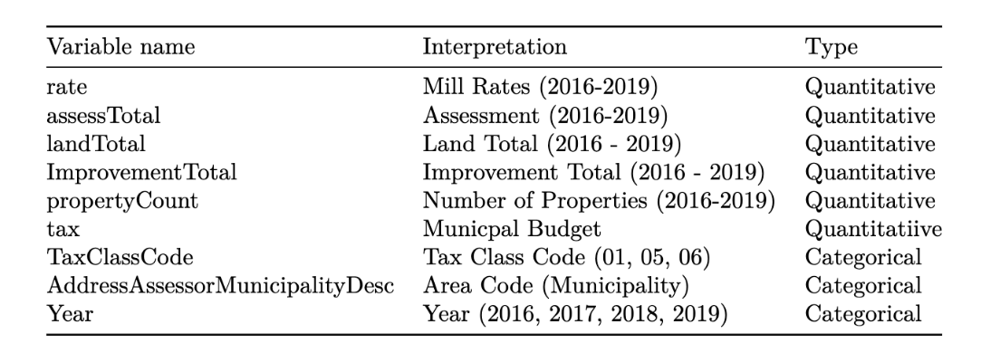 Variable name Interpretation Type
rate Mill Rates (2016-2019) Quantitative
assessTotal Assessment (2016-2019) Quantitative
landTotal Land Total (2016 - 2019) Quantitative
ImprovementTotal Improvement Total (2016 - 2019) Quantitative
propertyCount Number of Properties (2016-2019) Quantitative
tax Municpal Budget Quantitatiive
TaxClassCode Tax Class Code (01, 05, 06) Categorical
AddressAssessorMunicipalityDesc Area Code (Municipality) Categorical
Year Year (2016, 2017, 2018, 2019) Categorical